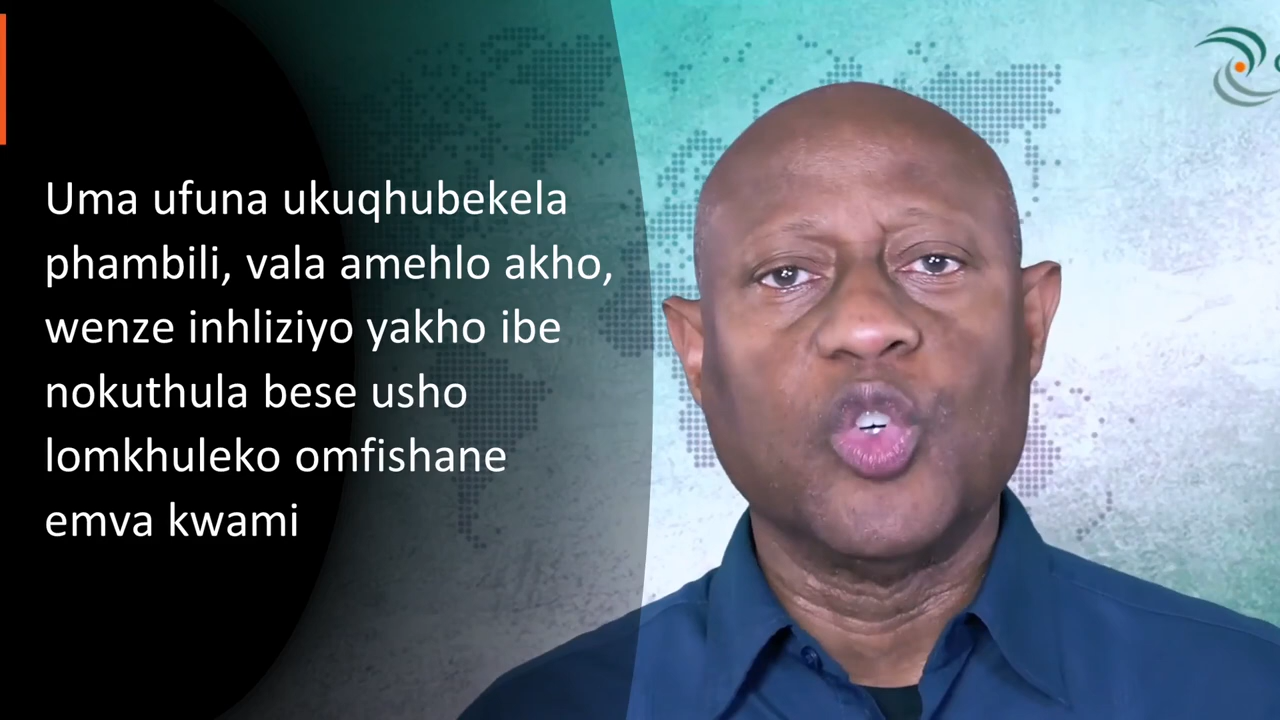 Uma ufuna ukuqhubekela
phambili, vala amehlo akho,
wenze inhliziyo yakho ibe
nokuthula bese usho
lomkhuleko omfishane
emva kwami